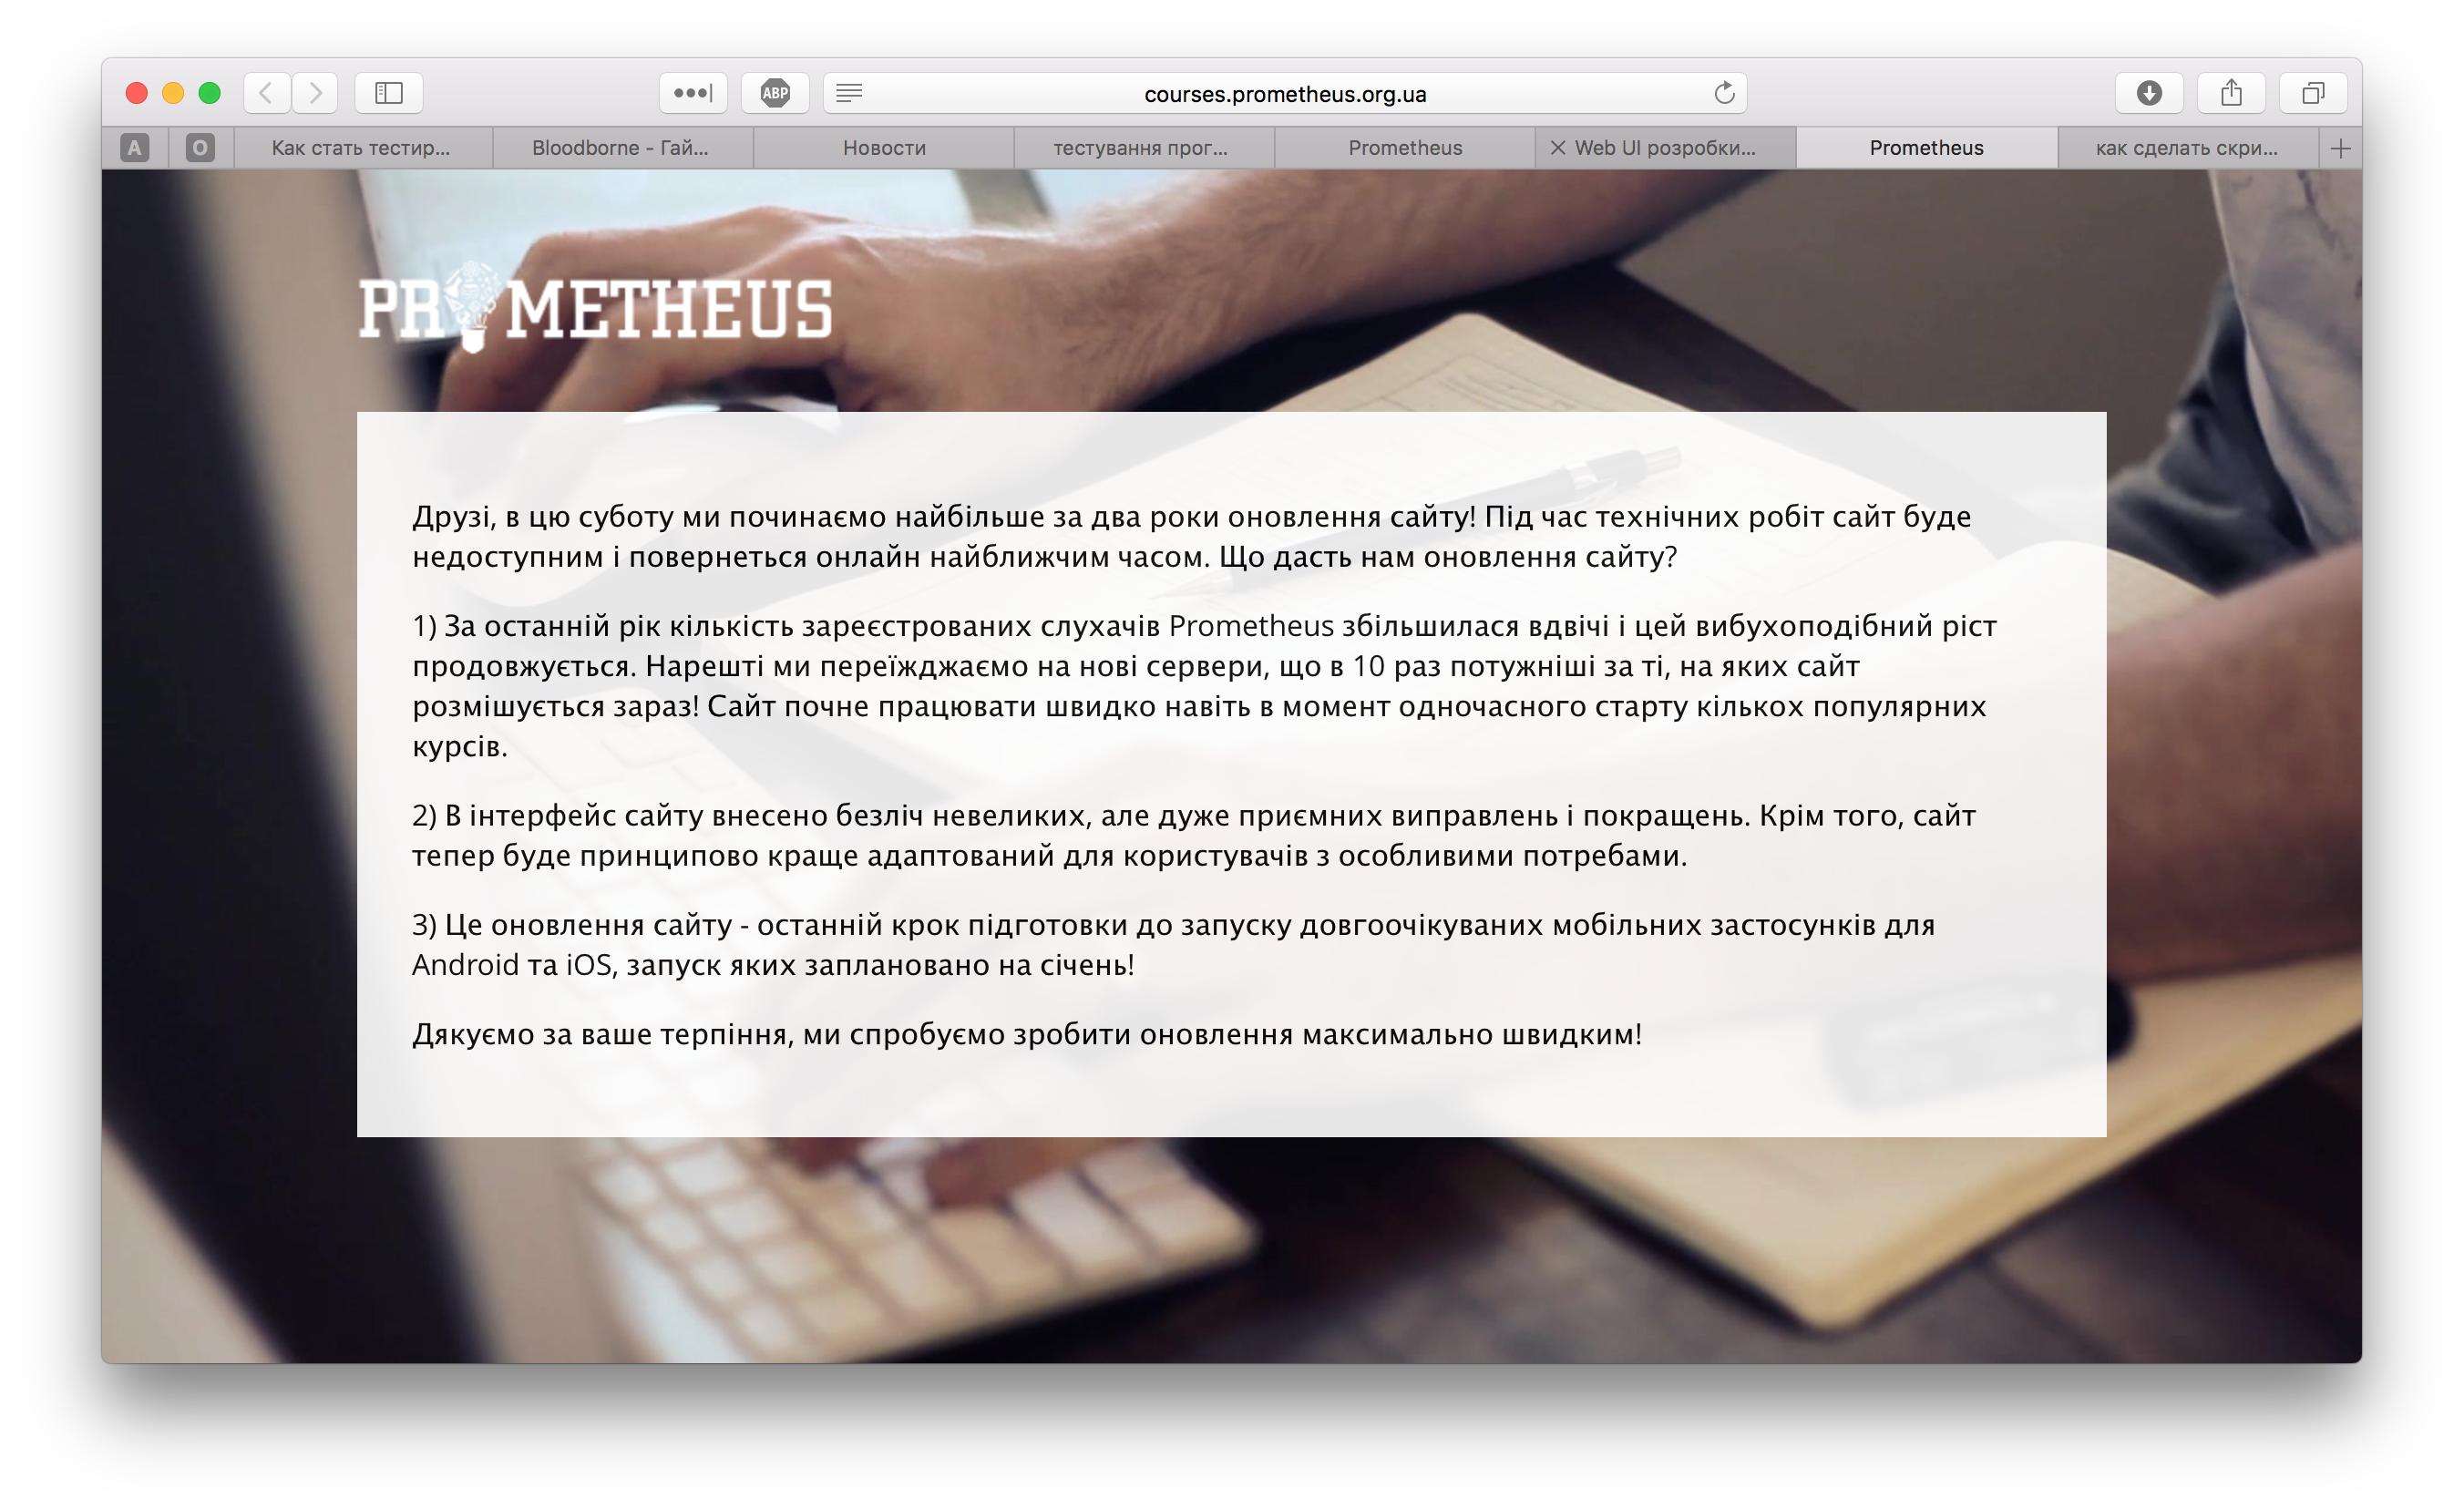 ABP
courses.prometheus.org.ua
A
O
Как стать тестир...
Bloodborne - Гай...
Новости
тестування прог...
Prometheus
Web UI розробки...
Prometheus
как сделать скри...
PROMETHEUS
Друзі, в цю суботу ми починаємо найбільше за два роки оновлення сайту! Під час технічних робіт сайт буде
недоступним і повернеться онлайн найближчим часом. Що дасть нам оновлення сайту?
1) За останній рік кількість зареєстрованих слухачів Prometheus збільшилася вдвічі і цей вибухоподібний ріст
продовжується. Нарешті ми переїжджаємо на нові сервери, що в 10 раз потужніші за ті, на яких сайт
розмішується зараз! Сайт почне працювати швидко навіть в момент одночасного старту кількох популярних
курсів.
2) В інтерфейс сайту внесено безліч невеликих, але дуже приємних виправлень і покращень. Крім того, сайт
тепер буде принципово краще адаптований для користувачів з особливими потребами.
3) Це оновлення сайту - останній крок підготовки до запуску довгоочікуваних мобільних застосунків для
Android та iOS, запуск яких заплановано на січень!
Дякуємо за ваше терпіння, ми спробуємо зробити оновлення максимально швидким!